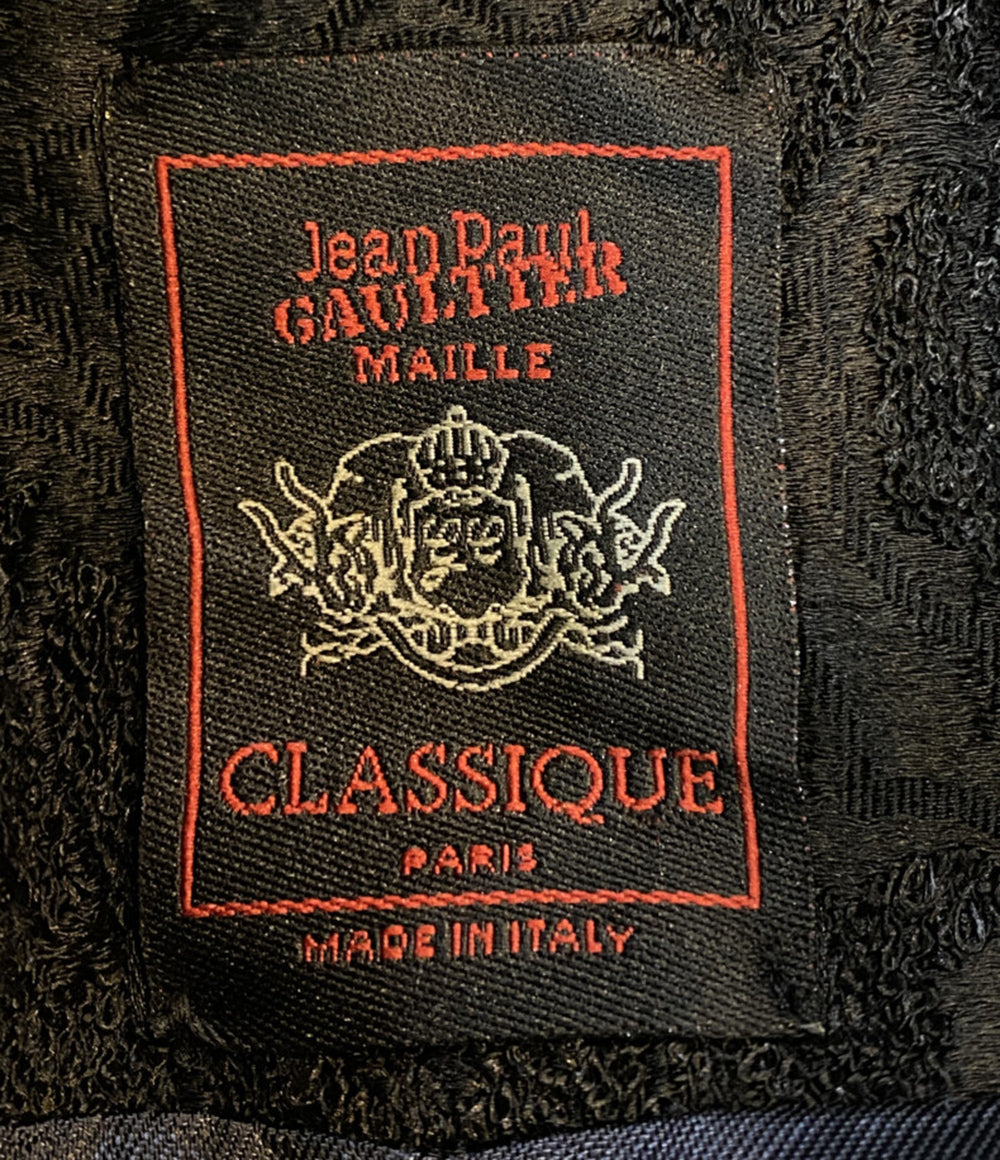 Jean Paul
GAULTIER
MAILLE
CLASSIQUE
PARIS
MADE IN ITALY